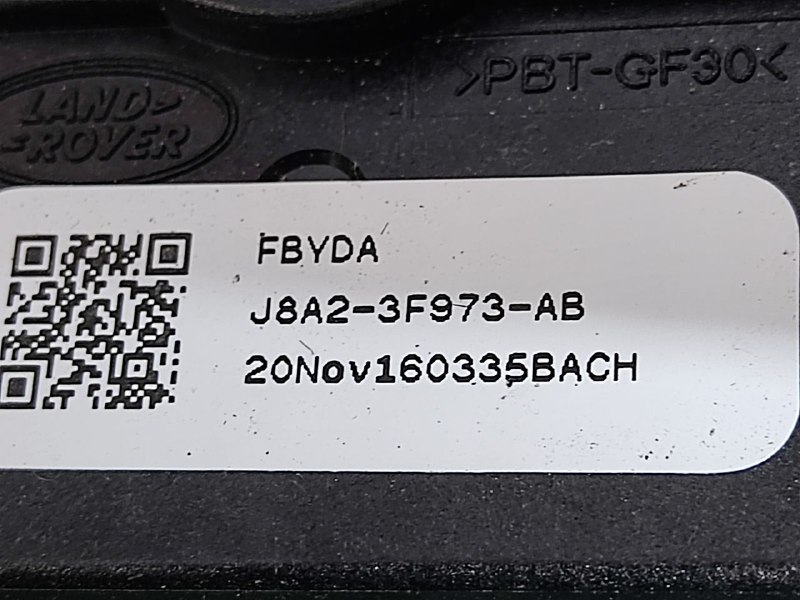 LAND
ROVER
>PBT-GF30<
FBYDA
J8A2-3F973-AB
20Nov160335BACH